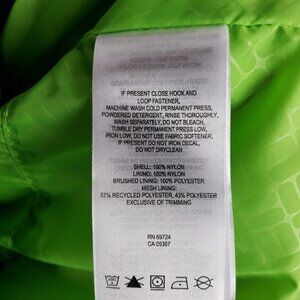 IF PRESENT CLOSE HOOK AND
LOOP FASTENER,
MACHINE WASH COLD PERMANENT PRESS,
POWDERED DETERGENT, RINSE THOROUGHLY,
WASH SEPARATELY, DO NOT BLEACH,
TUMBLE DRY PERMANENT PRESS LOW,
IRON LOW, DO NOT USE FABRIC SOFTENER.
IF PRESENT DO NOT IRON DECAL,
DO NOT DRYCLEAN
SHELL: 100% NYLON
LINING: 100% NYLON
BRUSHED LINING: 100% POLYESTER
MESH LINING:
57% RECYCLED POLYESTER, 43% POLYESTER
EXCLUSIVE OF TRIMMING
RN 69724
CA 05367